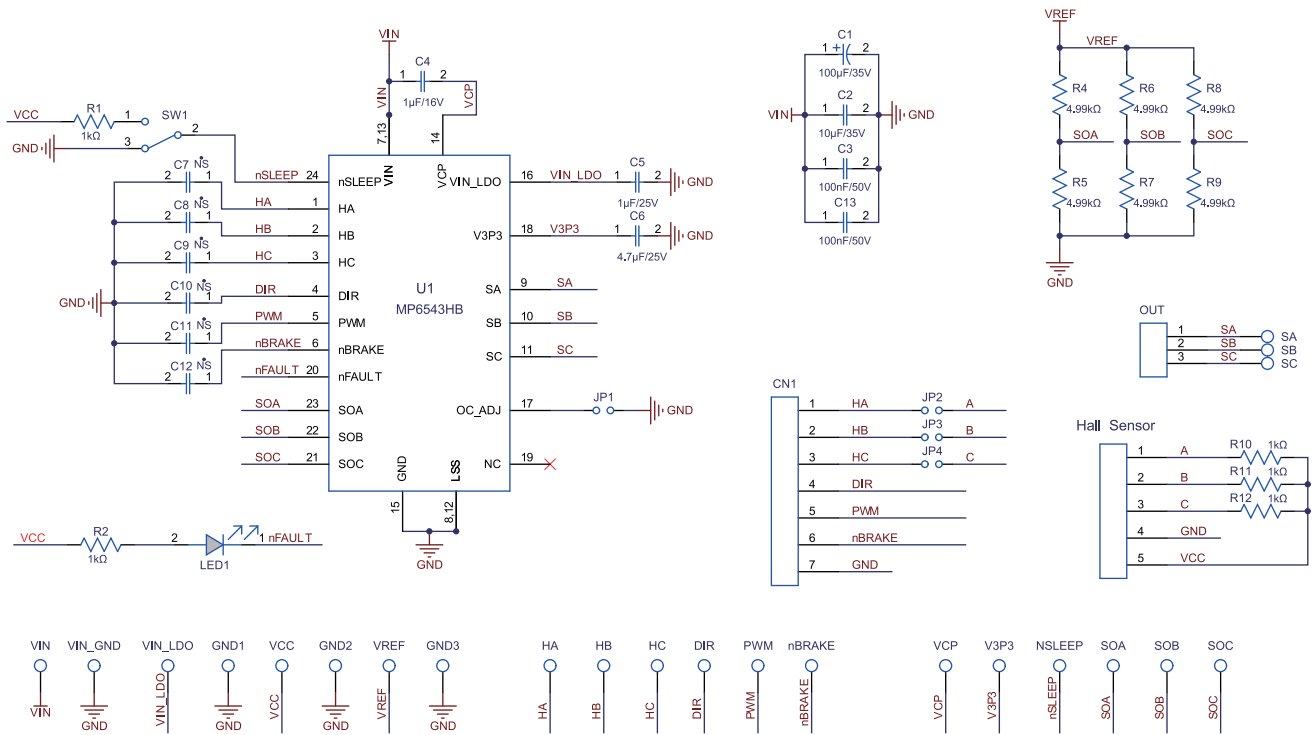 VIN
C4
1 2
1µF/16V
VIN
VCP
7,13
14
VCC
R1
1kΩ
1
SW1
2
3
GND
C7 NS
2 1
C8 NS
2 1
C9 NS
2 1
C10 NS
2 1
C11 NS
2 1
C12 NS
2 1
GND
nSLEEP 24
HA 1
HB 2
HC 3
DIR 4
PWM 5
nBRAKE 6
nFAULT 20
SOA 23
SOB 22
SOC 21
VIN
VCP
nSLEEP
HA
HB
HC
DIR
PWM
nBRAKE
nFAULT
SOA
SOB
SOC
U1
MP6543HB
VIN_LDO
V3P3
SA
SB
SC
OC_ADJ
NC
GND
LSS
15
8,12
GND
16 VIN_LDO
C5
1 2
1µF/25V
GND
18 V3P3
C6
1 2
4.7µF/25V
GND
9 SA
10 SB
11 SC
17
JP1
GND
19
VCC
R2
1kΩ
2
LED1
1 nFAULT
C1
1 + 2
100µF/35V
C2
1 2
10µF/35V
C3
1 2
100nF/50V
C13
1 2
100nF/50V
VIN
GND
VREF
VREF
R4
4.99kΩ
R6
4.99kΩ
R8
4.99kΩ
SOA
SOB
SOC
R5
4.99kΩ
R7
4.99kΩ
R9
4.99kΩ
GND
OUT
1 SA SA
2 SB SB
3 SC SC
CN1
1 HA JP2 A
2 HB JP3 B
3 HC JP4 C
4 DIR
5 PWM
6 nBRAKE
7 GND
Hall Sensor
1 A R10 1kΩ
2 B R11 1kΩ
3 C R12 1kΩ
4 GND
5 VCC
VIN VIN_GND VIN_LDO GND1 VCC GND2 VREF GND3 HA HB HC DIR PWM nBRAKE VCP V3P3 NSLEEP SOA SOB SOC
VIN GND VIN_LDO GND VCC GND VREF GND HA HB HC DIR PWM nBRAKE VCP V3P3 nSLEEP SOA SOB SOC